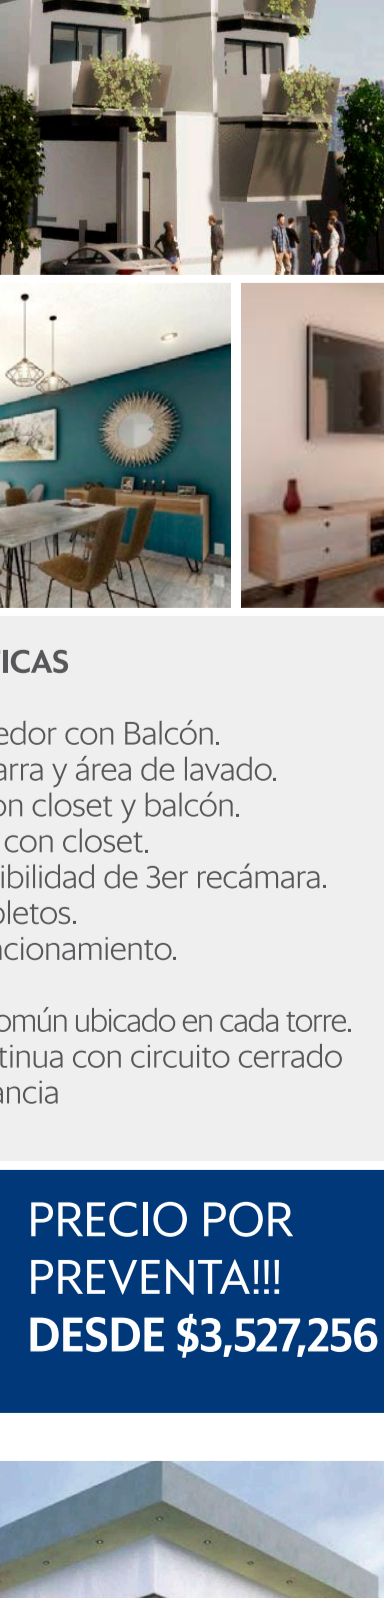 ICAS
edor con Balcón.
arra y área de lavado.
on closet y balcón.
con closet.
ibilidad de 3er recámara.
pletos.
acionamiento.
omún ubicado en cada torre.
tinua con circuito cerrado
ancia
PRECIO POR
PREVENTA!!!
DESDE $3,527,256